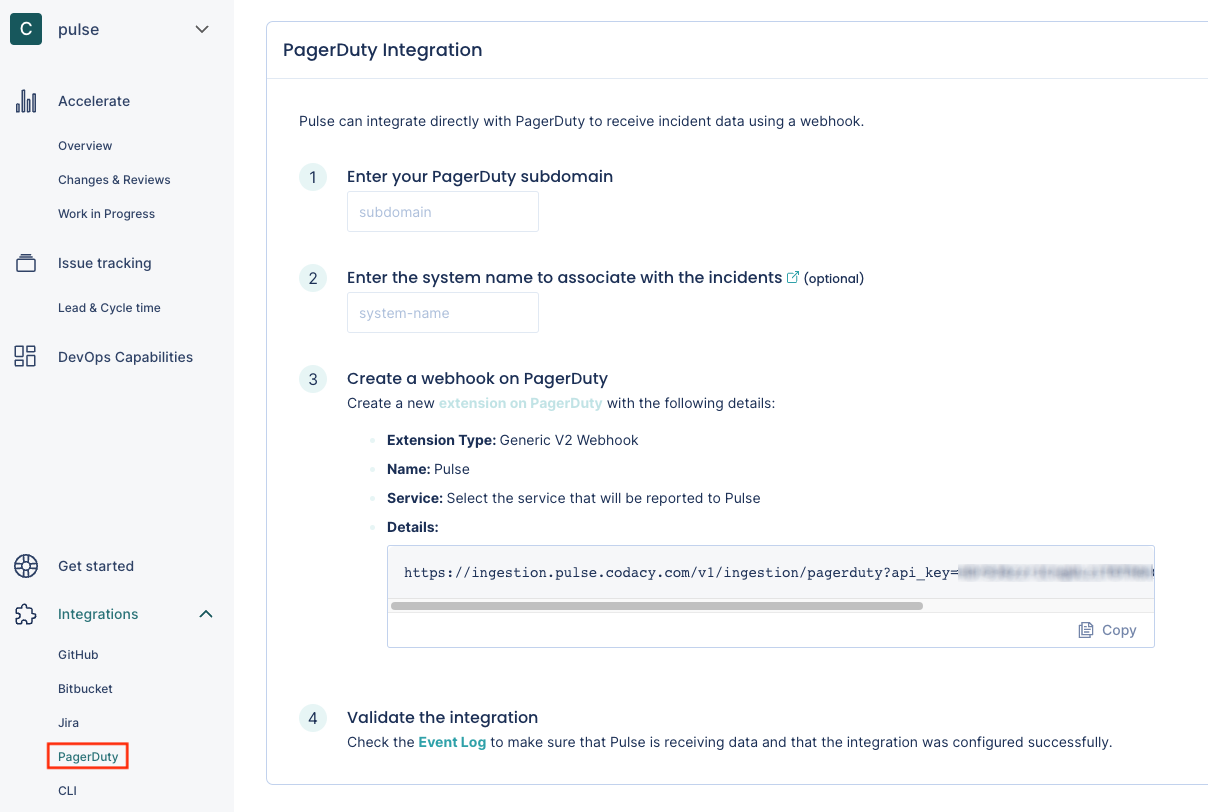 C pulse
Accelerate
Overview
Changes & Reviews
Work in Progress
Issue tracking
Lead & Cycle time
DevOps Capabilities
Get started
Integrations
GitHub
Bitbucket
Jira
PagerDuty
CLI
PagerDuty Integration
Pulse can integrate directly with PagerDuty to receive incident data using a webhook.
1 Enter your PagerDuty subdomain
subdomain
2 Enter the system name to associate with the incidents (optional)
system-name
3 Create a webhook on PagerDuty
Create a new extension on PagerDuty with the following details:
Extension Type: Generic V2 Webhook
Name: Pulse
Service: Select the service that will be reported to Pulse
Details:
https://ingestion.pulse.codacy.com/v1/ingestion/pagerduty?api_key=
Copy
4 Validate the integration
Check the Event Log to make sure that Pulse is receiving data and that the integration was configured successfully.